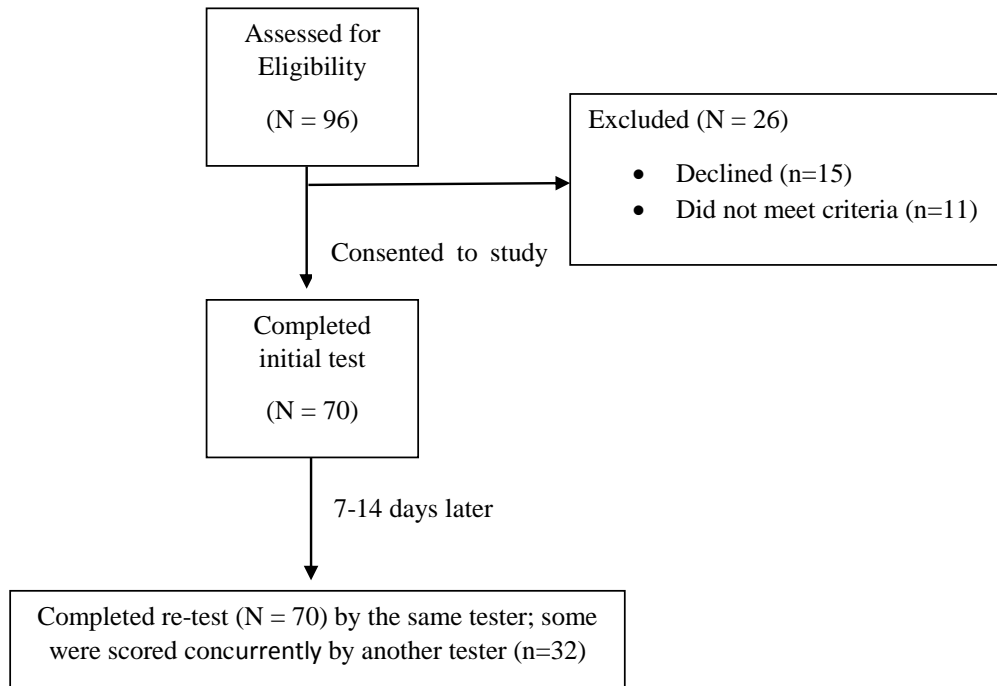 Assessed for
Eligibility
(N = 96)
Excluded (N = 26)
• Declined (n=15)
• Did not meet criteria (n=11)
Consented to study
Completed
initial test
(N = 70)
7-14 days later
Completed re-test (N = 70) by the same tester; some
were scored concurrently by another tester (n=32)